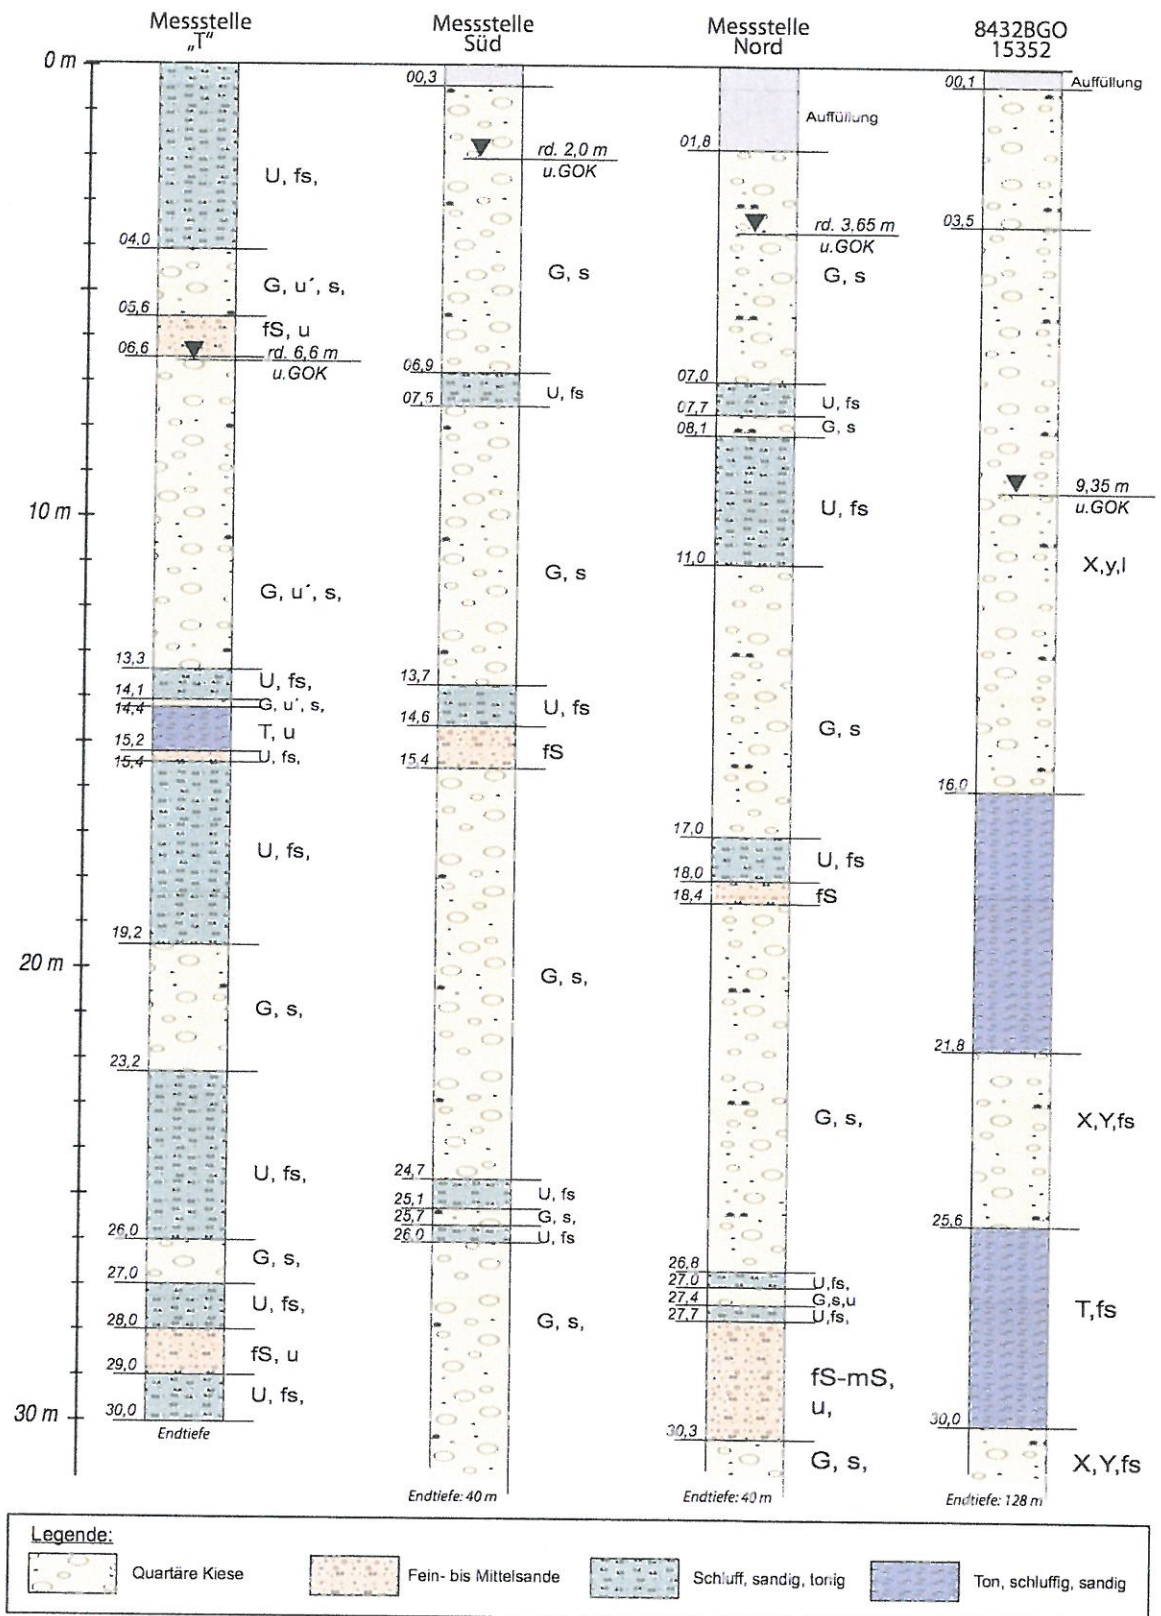 Messstelle
„T“
Messstelle
Süd
Messstelle
Nord
8432BGO
15352
0 m
10 m
20 m
30 m
U, fs,
04,0
G, u´, s,
05,6
fS, u
06,6
rd. 6,6 m
u.GOK
G, u´, s,
13,3
U, fs,
14,1
G, u´, s,
14,4
T, u
15,2
U, fs,
15,4
U, fs,
19,2
G, s,
23,2
U, fs,
26,0
G, s,
27,0
U, fs,
28,0
fS, u
29,0
U, fs,
30,0
Endtiefe
00,3
rd. 2,0 m
u.GOK
G, s
06,9
U, fs
07,5
G, s
13,7
U, fs
14,6
fS
15,4
G, s,
24,7
U, fs
25,1
G, s,
25,7
U, fs
26,0
G, s,
Endtiefe: 40 m
Auffüllung
01,8
rd. 3,65 m
u.GOK
G, s
07,0
U, fs
07,7
G, s
08,1
U, fs
11,0
G, s
17,0
U, fs
18,0
fS
18,4
G, s,
26,8
U,fs,
27,0
G,s,u
27,4
U,fs,
27,7
fS-mS,
u,
30,3
G, s,
Endtiefe: 40 m
00,1
Auffüllung
03,5
9,35 m
u.GOK
X,y,l
16,0
21,8
X,Y,fs
25,6
T,fs
30,0
X,Y,fs
Endtiefe: 128 m
Legende:
Quartäre Kiese
Fein- bis Mittelsande
Schluff, sandig, tonig
Ton, schluffig, sandig